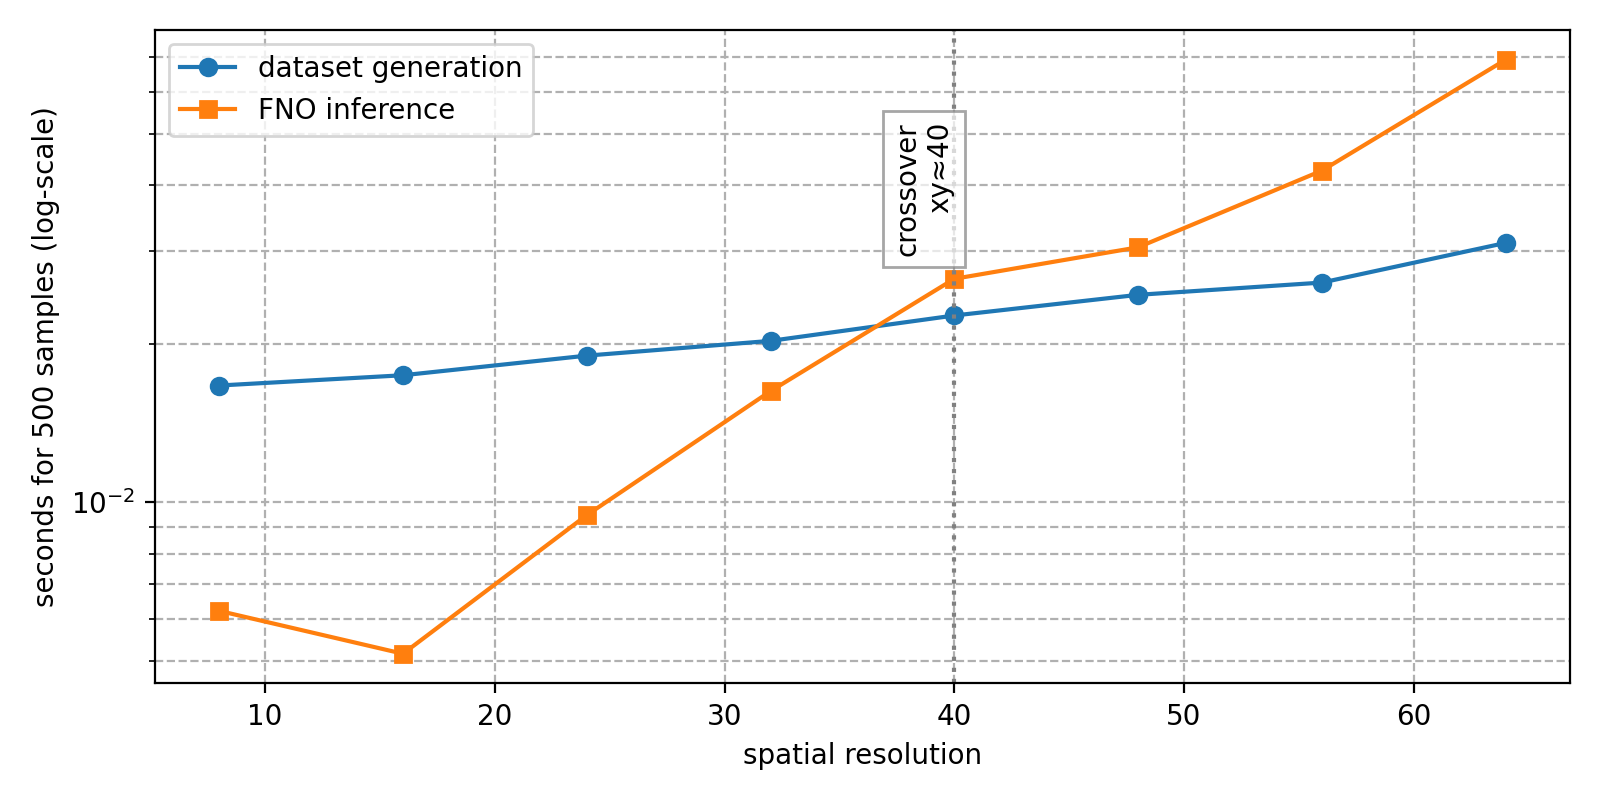 dataset generation
FNO inference
crossover
xy≈40
seconds for 500 samples (log-scale)
10⁻²
10 20 30 40 50 60
spatial resolution